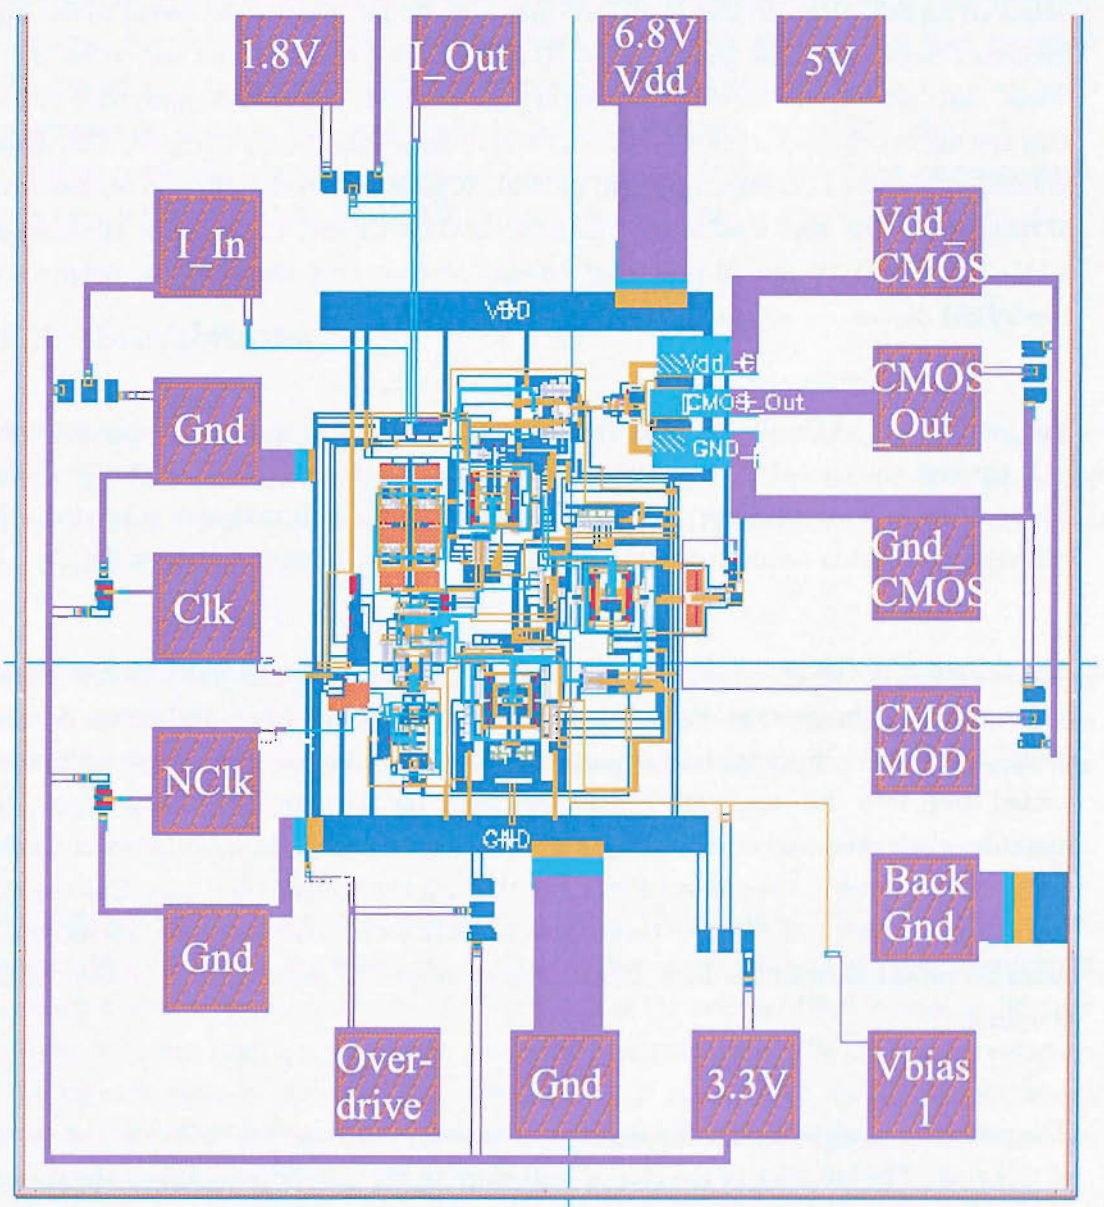 1.8V
I_Out
6.8V
Vdd
5V
I_In
Vdd_
CMOS
VDD
Vdd_C
CMOS
_Out
CMOS_Out
Gnd
GND_
Gnd_
CMOS
Clk
CMOS
MOD
NClk
GND
Back
Gnd
Gnd
Over-
drive
Gnd
3.3V
Vbias
1